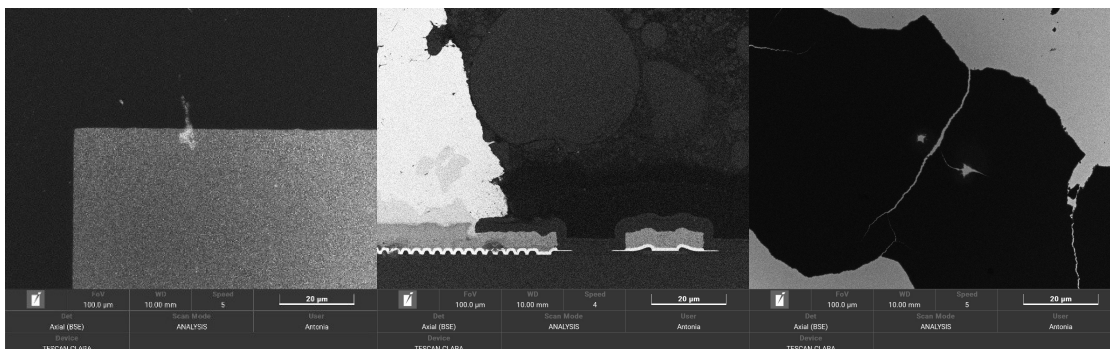 FoV WD Speed 20 µm
100.0 µm 10.00 mm 5
Det Scan Mode User
Axial (BSE) ANALYSIS Antonia
Device
TESCAN CLARA
FoV WD Speed 20 µm
100.0 µm 10.00 mm 4
Det Scan Mode User
Axial (BSE) ANALYSIS Antonia
Device
TESCAN CLARA
FoV WD Speed 20 µm
100.0 µm 10.00 mm 5
Det Scan Mode User
Axial (BSE) ANALYSIS Antonia
Device
TESCAN CLARA